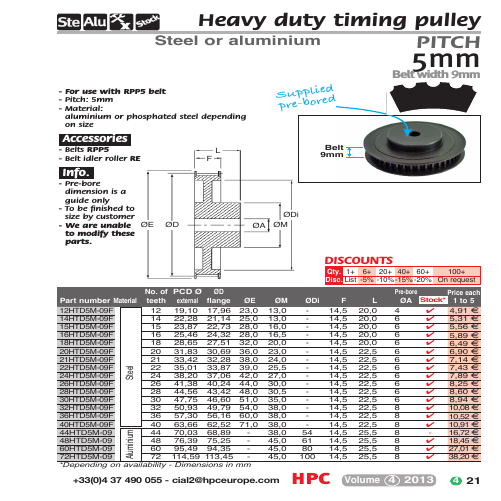 Ste Alu Stock*
Heavy duty timing pulley
Steel or aluminium
PITCH
5mm
Belt width 9mm
- For use with RPP5 belt
- Pitch: 5mm
- Material:
aluminium or phosphated steel depending
on size
Supplied
pre-bored
Accessories
- Belts RPP5
- Belt idler roller RE
Belt
9mm
Info.
- Pre-bore
dimension is a
guide only
- To be finished to
size by customer
- We are unable
to modify these
parts.
L
F
ØE ØD ØA ØM ØDi
DISCOUNTS
Qty. 1+ 6+ 20+ 40+ 60+ 100+
Disc. List -5% -10% -15% -20% On request
Part number Material No. of teeth PCD Ø external ØD flange ØE ØM ØDi F L Pre-bore ØA Stock* Price each 1 to 5
Steel
12HTD5M-09F 12 19,10 17,96 23,0 13,0 - 14,5 20,0 4 ✔ 4,91 €
14HTD5M-09F 14 22,28 21,14 25,0 13,0 - 14,5 20,0 6 ✔ 5,31 €
15HTD5M-09F 15 23,87 22,73 28,0 16,0 - 14,5 20,0 6 ✔ 5,56 €
16HTD5M-09F 16 25,46 24,32 28,0 16,5 - 14,5 20,0 6 ✔ 5,89 €
18HTD5M-09F 18 28,65 27,51 32,0 20,0 - 14,5 20,0 6 ✔ 6,49 €
20HTD5M-09F 20 31,83 30,69 36,0 23,0 - 14,5 22,5 6 ✔ 6,90 €
21HTD5M-09F 21 33,42 32,28 38,0 24,0 - 14,5 22,5 6 ✔ 7,14 €
22HTD5M-09F 22 35,01 33,87 39,0 25,5 - 14,5 22,5 6 ✔ 7,43 €
24HTD5M-09F 24 38,20 37,06 42,0 27,0 - 14,5 22,5 6 ✔ 7,89 €
26HTD5M-09F 26 41,38 40,24 44,0 30,0 - 14,5 22,5 6 ✔ 8,25 €
28HTD5M-09F 28 44,56 43,42 48,0 30,5 - 14,5 22,5 6 ✔ 8,60 €
30HTD5M-09F 30 47,75 46,60 51,0 35,0 - 14,5 22,5 6 ✔ 8,94 €
32HTD5M-09F 32 50,93 49,79 54,0 38,0 - 14,5 22,5 8 ✔ 10,08 €
36HTD5M-09F 36 57,30 56,16 60,0 38,0 - 14,5 22,5 8 ✔ 10,52 €
40HTD5M-09F 40 63,66 62,52 71,0 38,0 - 14,5 22,5 8 ✔ 10,91 €
Aluminium
44HTD5M-09F 44 70,03 68,89 - 38,0 54 14,5 25,5 8 - 16,72 €
48HTD5M-09F 48 76,39 75,25 - 45,0 61 14,5 25,5 8 ✔ 18,45 €
60HTD5M-09F 60 95,49 94,35 - 45,0 80 14,5 25,5 8 ✔ 27,01 €
72HTD5M-09F 72 114,59 113,45 - 45,0 100 14,5 25,5 8 ✔ 38,20 €
*Depending on availability - Dimensions in mm
+33(0)4 37 490 055 - cial2@hpceurope.com HPC Volume 4 2013 4 21